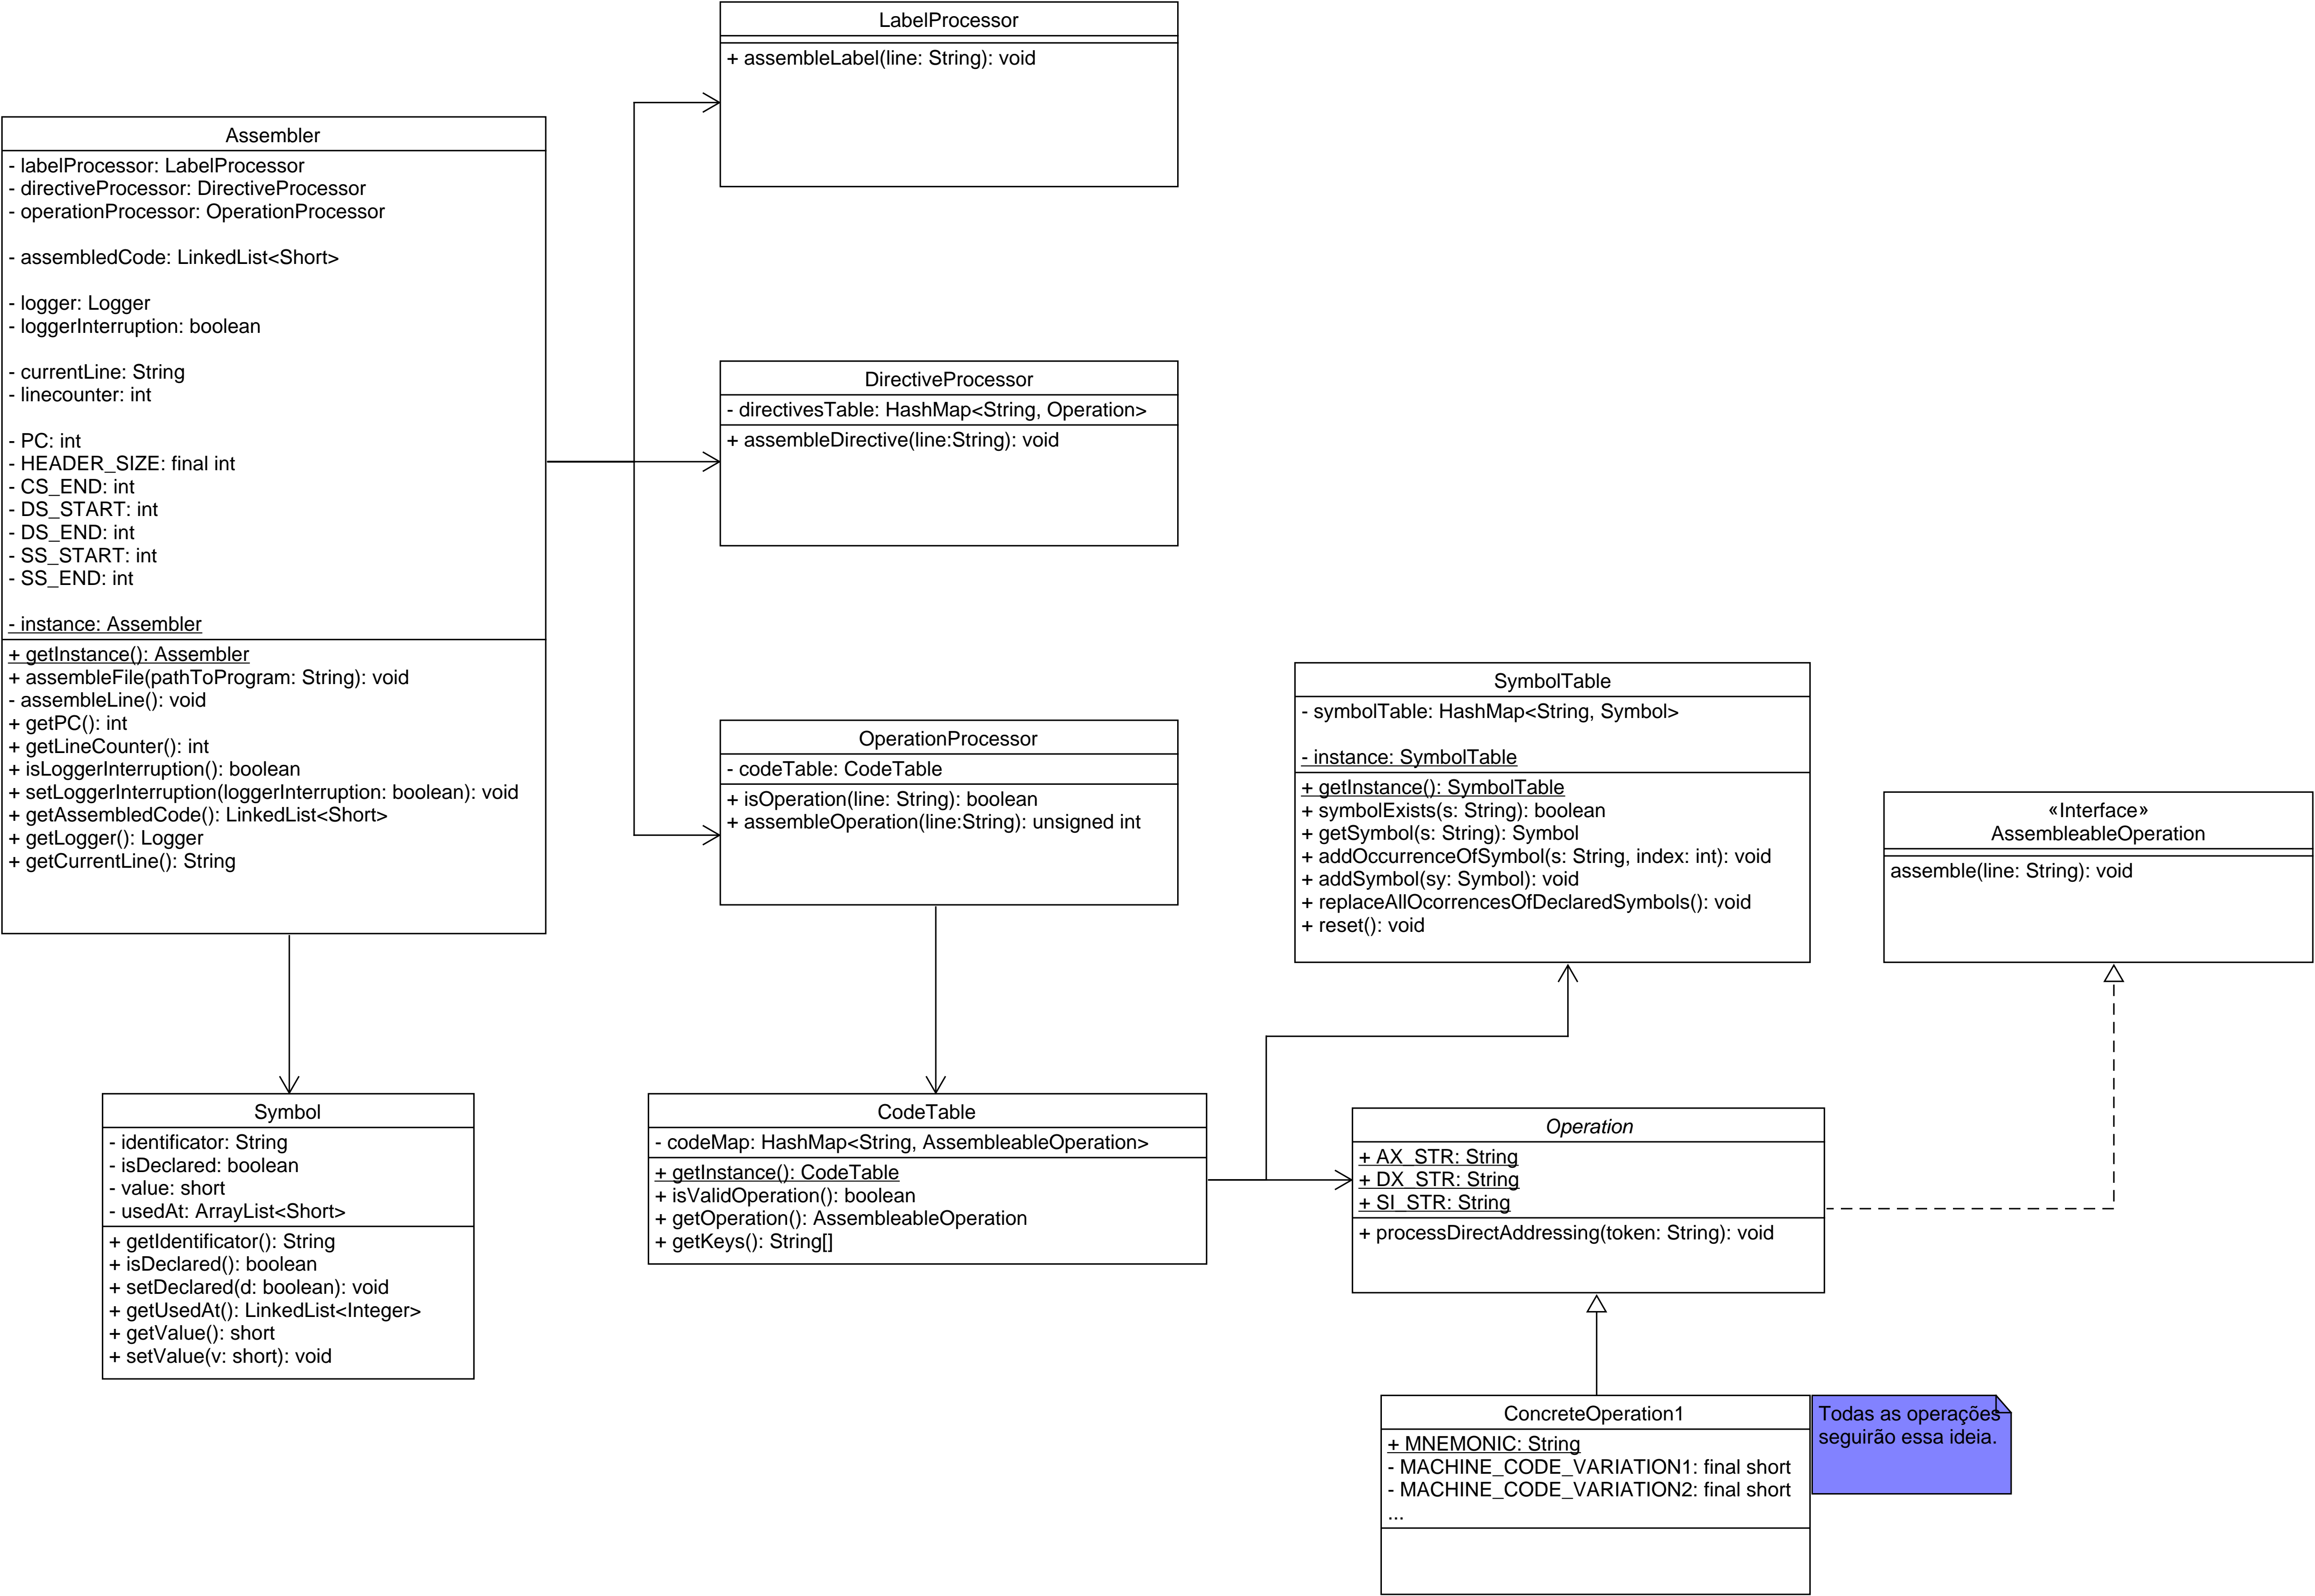 LabelProcessor
+ assembleLabel(line: String): void
Assembler
- labelProcessor: LabelProcessor
- directiveProcessor: DirectiveProcessor
- operationProcessor: OperationProcessor
- assembledCode: LinkedList<Short>
- logger: Logger
- loggerInterruption: boolean
- currentLine: String
- linecounter: int
- PC: int
- HEADER_SIZE: final int
- CS_END: int
- DS_START: int
- DS_END: int
- SS_START: int
- SS_END: int
- instance: Assembler
+ getInstance(): Assembler
+ assembleFile(pathToProgram: String): void
- assembleLine(): void
+ getPC(): int
+ getLineCounter(): int
+ isLoggerInterruption(): boolean
+ setLoggerInterruption(loggerInterruption: boolean): void
+ getAssembledCode(): LinkedList<Short>
+ getLogger(): Logger
+ getCurrentLine(): String
DirectiveProcessor
- directivesTable: HashMap<String, Operation>
+ assembleDirective(line:String): void
OperationProcessor
- codeTable: CodeTable
+ isOperation(line: String): boolean
+ assembleOperation(line:String): unsigned int
SymbolTable
- symbolTable: HashMap<String, Symbol>
- instance: SymbolTable
+ getInstance(): SymbolTable
+ symbolExists(s: String): boolean
+ getSymbol(s: String): Symbol
+ addOccurrenceOfSymbol(s: String, index: int): void
+ addSymbol(sy: Symbol): void
+ replaceAllOcorrencesOfDeclaredSymbols(): void
+ reset(): void
«Interface»
AssembleableOperation
assemble(line: String): void
Symbol
- identificator: String
- isDeclared: boolean
- value: short
- usedAt: ArrayList<Short>
+ getIdentificator(): String
+ isDeclared(): boolean
+ setDeclared(d: boolean): void
+ getUsedAt(): LinkedList<Integer>
+ getValue(): short
+ setValue(v: short): void
CodeTable
- codeMap: HashMap<String, AssembleableOperation>
+ getInstance(): CodeTable
+ isValidOperation(): boolean
+ getOperation(): AssembleableOperation
+ getKeys(): String[]
Operation
+ AX_STR: String
+ DX_STR: String
+ SI_STR: String
+ processDirectAddressing(token: String): void
ConcreteOperation1
+ MNEMONIC: String
- MACHINE_CODE_VARIATION1: final short
- MACHINE_CODE_VARIATION2: final short
...
Todas as operações
seguirão essa ideia.